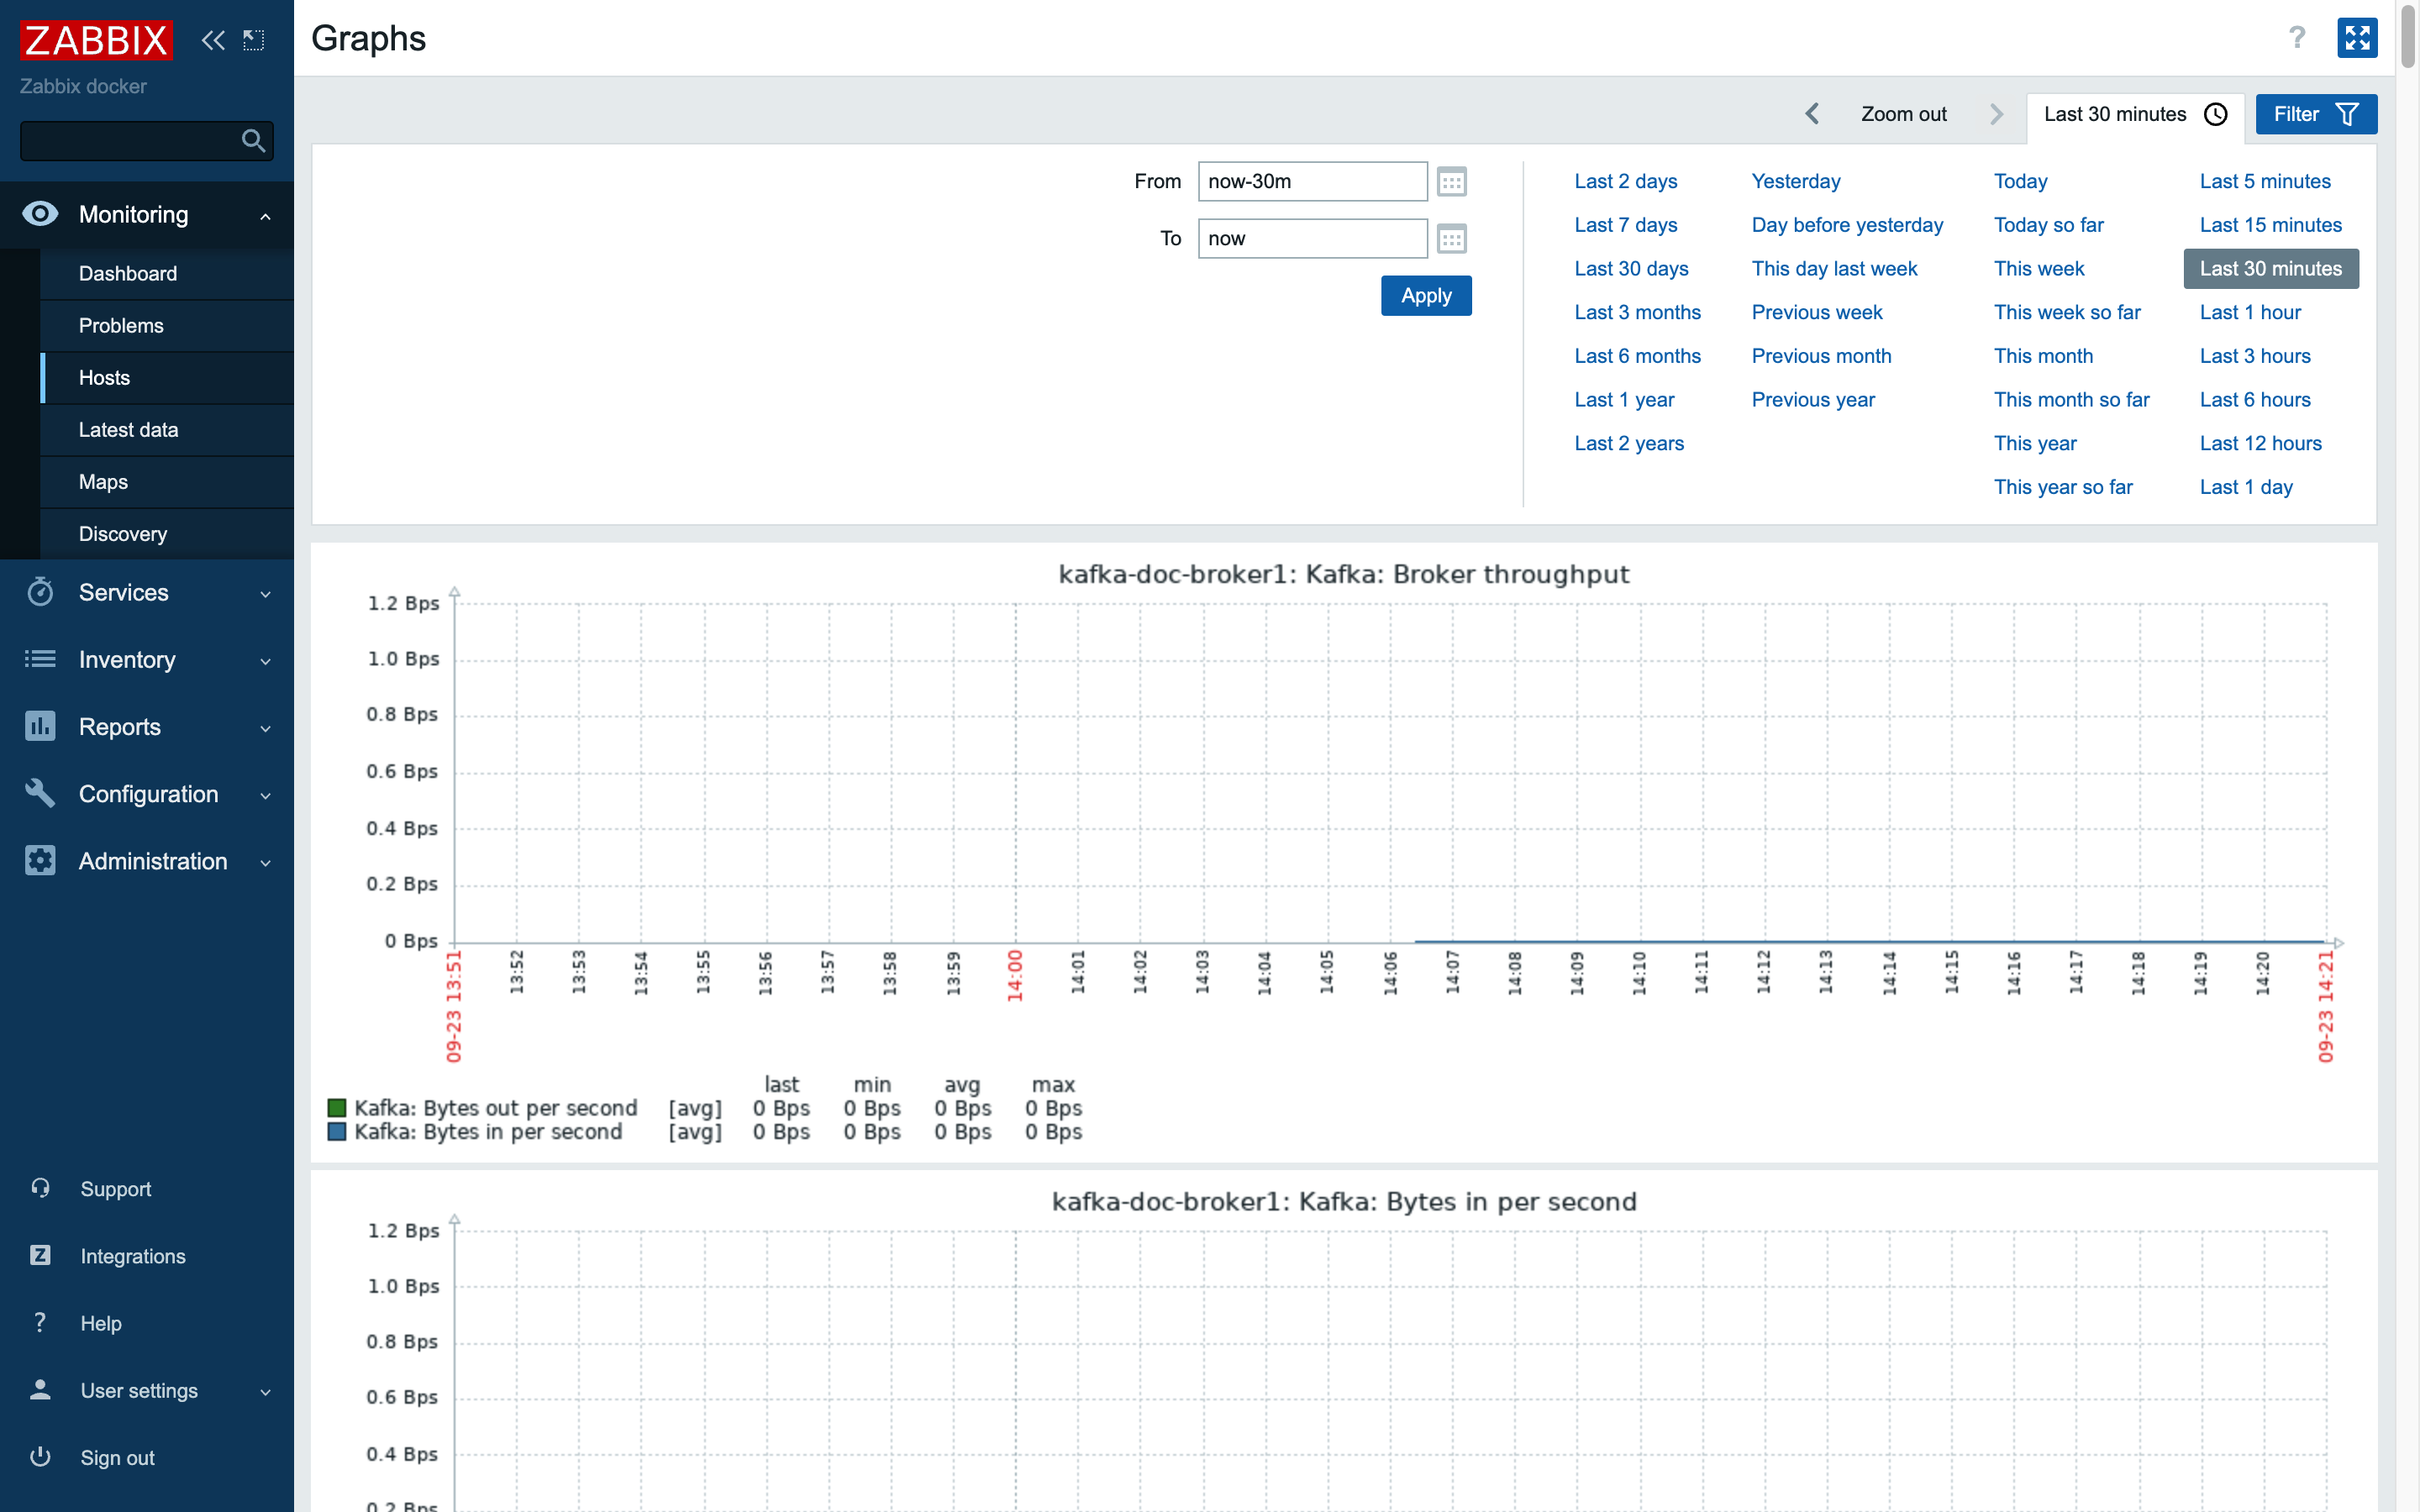 ZABBIX
Zabbix docker
Monitoring
Dashboard
Problems
Hosts
Latest data
Maps
Discovery
Services
Inventory
Reports
Configuration
Administration
Support
Z Integrations
? Help
User settings
Sign out
Graphs
?
Zoom out
Last 30 minutes
Filter
From now-30m
To now
Apply
Last 2 days Yesterday Today Last 5 minutes
Last 7 days Day before yesterday Today so far Last 15 minutes
Last 30 days This day last week This week Last 30 minutes
Last 3 months Previous week This week so far Last 1 hour
Last 6 months Previous month This month Last 3 hours
Last 1 year Previous year This month so far Last 6 hours
Last 2 years This year Last 12 hours
This year so far Last 1 day
kafka-doc-broker1: Kafka: Broker throughput
1.2 Bps
1.0 Bps
0.8 Bps
0.6 Bps
0.4 Bps
0.2 Bps
0 Bps
09-23 13:51 13:52 13:53 13:54 13:55 13:56 13:57 13:58 13:59 14:00 14:01 14:02 14:03 14:04 14:05 14:06 14:07 14:08 14:09 14:10 14:11 14:12 14:13 14:14 14:15 14:16 14:17 14:18 14:19 14:20 09-23 14:21
last min avg max
Kafka: Bytes out per second [avg] 0 Bps 0 Bps 0 Bps 0 Bps
Kafka: Bytes in per second [avg] 0 Bps 0 Bps 0 Bps 0 Bps
kafka-doc-broker1: Kafka: Bytes in per second
1.2 Bps
1.0 Bps
0.8 Bps
0.6 Bps
0.4 Bps
0.2 Bps